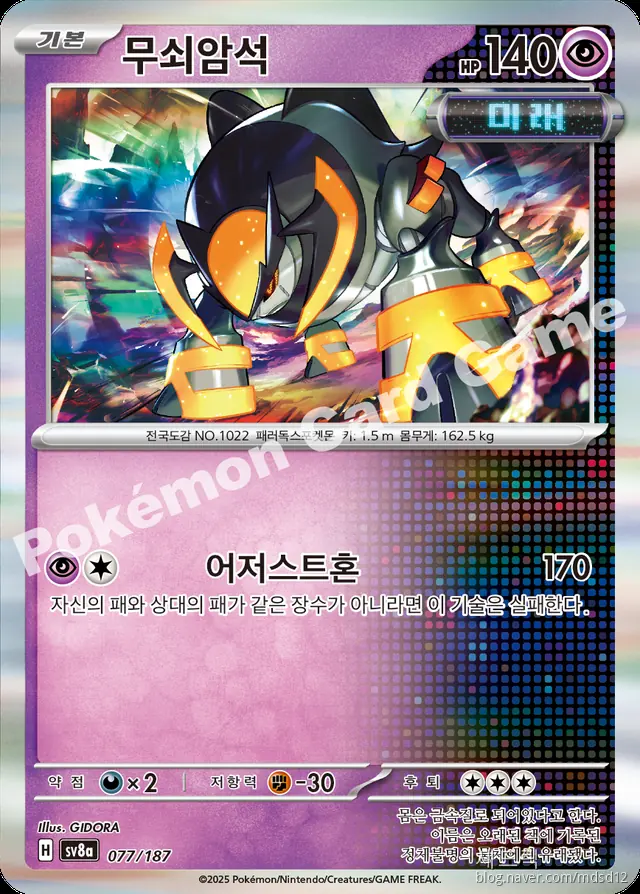 기본
무쇠암석
HP 140
미래
전국도감 NO.1022 패러독스포켓몬 키: 1.5 m 몸무게: 162.5 kg
Pokémon Card Game
어저스트혼 170
자신의 패와 상대의 패가 같은 장수가 아니라면 이 기술은 실패한다.
약점 ×2 저항력 -30 후퇴
몸은 금속질로 되어있다고 한다.
이름은 오래된 책에 기록된
정체불명의 물체에서 유래됐다.
Illus. GIDORA
H sv8a 077/187
©2025 Pokémon/Nintendo/Creatures/GAME FREAK.
blog.naver.com/mdsd12